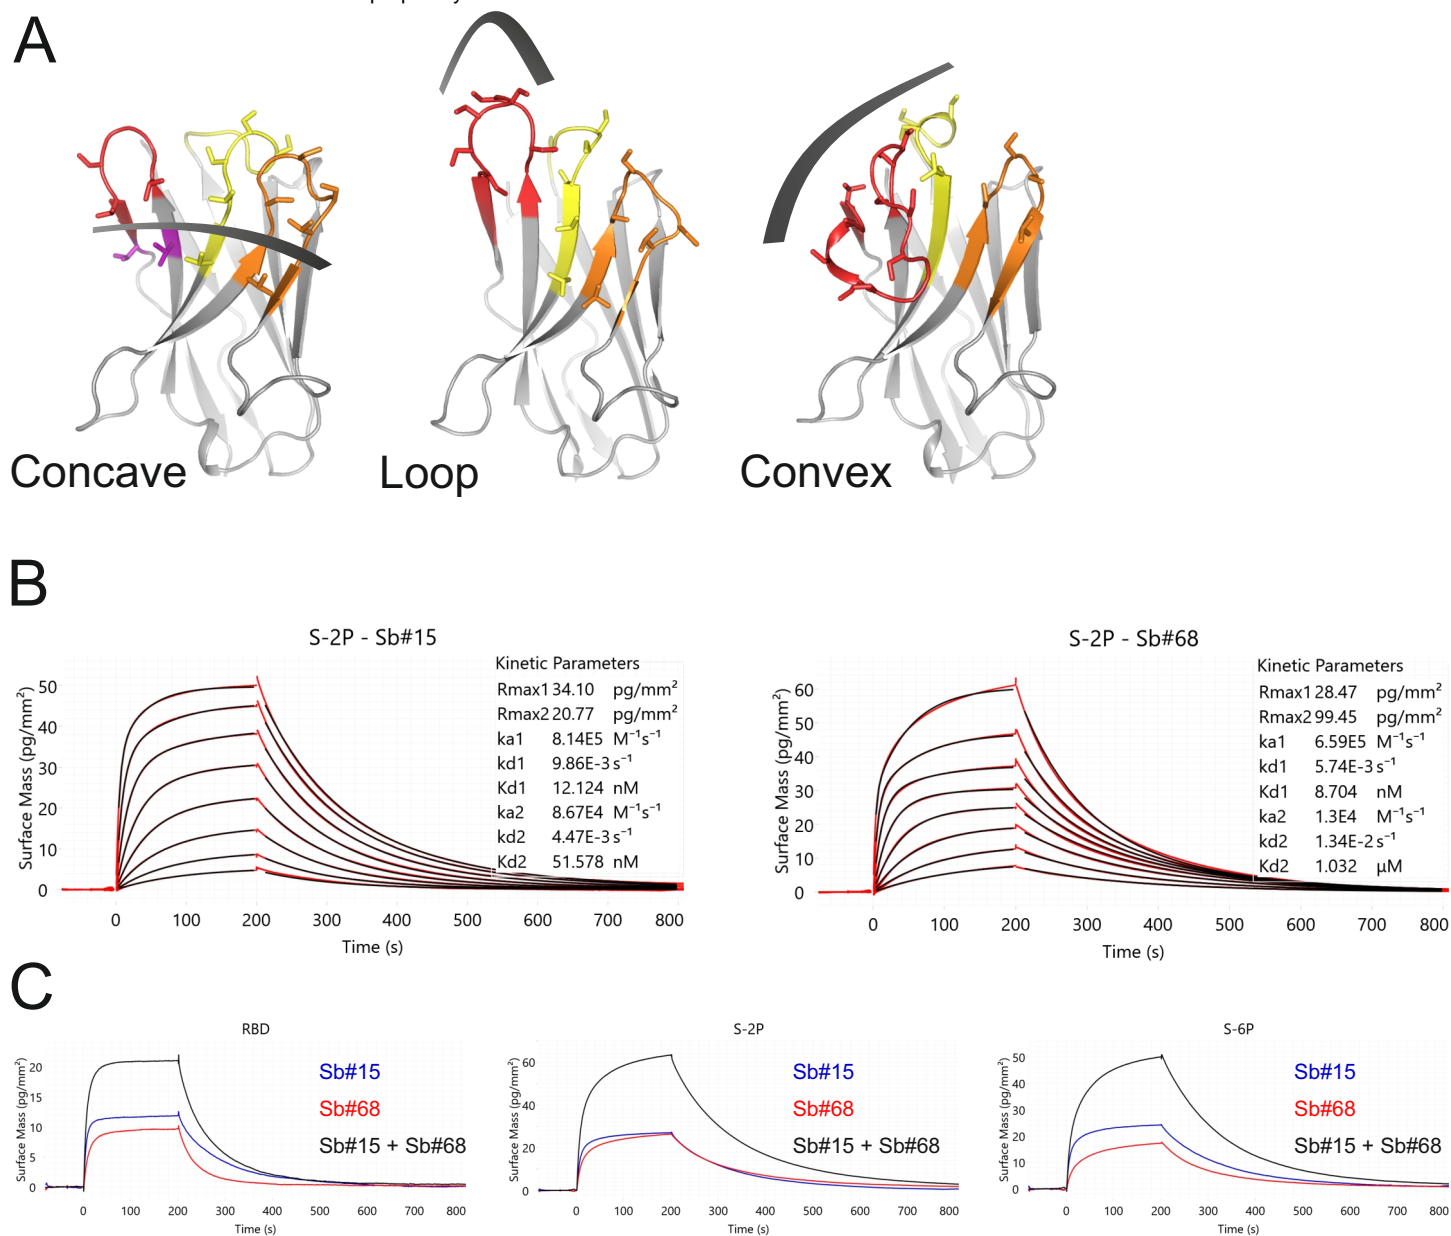 A
Concave
Loop
Convex
B
S-2P - Sb#15
Surface Mass (pg/mm²)
50
40
30
20
10
0
0 100 200 300 400 500 600 700 800
Time (s)
Kinetic Parameters
Rmax1 34.10 pg/mm²
Rmax2 20.77 pg/mm²
ka1 8.14E5 M⁻¹s⁻¹
kd1 9.86E-3 s⁻¹
Kd1 12.124 nM
ka2 8.67E4 M⁻¹s⁻¹
kd2 4.47E-3 s⁻¹
Kd2 51.578 nM
S-2P - Sb#68
Surface Mass (pg/mm²)
60
50
40
30
20
10
0
0 100 200 300 400 500 600 700 800
Time (s)
Kinetic Parameters
Rmax1 28.47 pg/mm²
Rmax2 99.45 pg/mm²
ka1 6.59E5 M⁻¹s⁻¹
kd1 5.74E-3 s⁻¹
Kd1 8.704 nM
ka2 1.3E4 M⁻¹s⁻¹
kd2 1.34E-2 s⁻¹
Kd2 1.032 µM
C
RBD
Surface Mass (pg/mm²)
20
15
10
5
0
0 100 200 300 400 500 600 700 800
Time (s)
Sb#15
Sb#68
Sb#15 + Sb#68
S-2P
Surface Mass (pg/mm²)
60
40
20
0
0 100 200 300 400 500 600 700 800
Time (s)
Sb#15
Sb#68
Sb#15 + Sb#68
S-6P
Surface Mass (pg/mm²)
50
40
30
20
10
0
0 100 200 300 400 500 600 700 800
Time (s)
Sb#15
Sb#68
Sb#15 + Sb#68